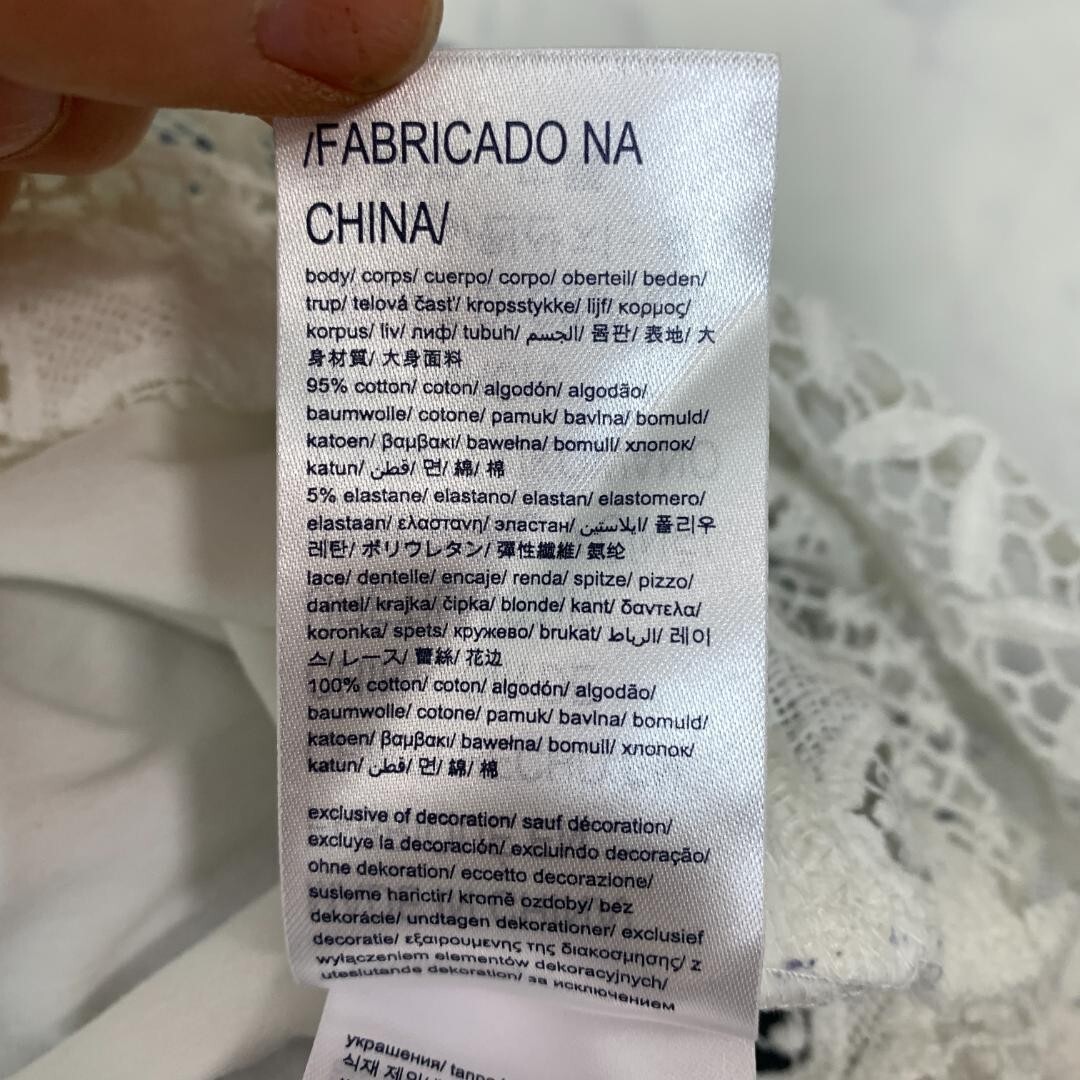 /FABRICADO NA
CHINA/
body/ corps/ cuerpo/ corpo/ oberteil/ beden/
trup/ telová časť/ kropsstykke/ lijf/ κορμος/
korpus/ liv/ лиф/ tubuh/ الجسم/ 몸판/ 表地/ 大
身材質/ 大身面料
95% cotton/ coton/ algodón/ algodão/
baumwolle/ cotone/ pamuk/ bavlna/ bomuld/
katoen/ βαμβακι/ bawełna/ bomull/ хлопок/
katun/ قطن/ 면/ 綿/ 棉
5% elastane/ elastano/ elastan/ elastomero/
elastaan/ ελαστανη/ эластан/ ايلاستين/ 폴리우
레탄/ ポリウレタン/ 彈性纖維/ 氨纶
lace/ dentelle/ encaje/ renda/ spitze/ pizzo/
dantel/ krajka/ čipka/ blonde/ kant/ δαντελα/
koronka/ spets/ кружево/ brukat/ الرباط/ 레이
스/ レース/ 蕾絲/ 花边
100% cotton/ coton/ algodón/ algodão/
baumwolle/ cotone/ pamuk/ bavlna/ bomuld/
katoen/ βαμβακι/ bawełna/ bomull/ хлопок/
katun/ قطن/ 면/ 綿/ 棉
exclusive of decoration/ sauf décoration/
excluye la decoración/ excluindo decoração/
ohne dekoration/ eccetto decorazione/
susleme harictir/ kromě ozdoby/ bez
dekorácie/ undtagen dekorationer/ exclusief
decoratie/ εξαιρουμενης της διακοσμησης/ z
wyłączeniem elementów dekoracyjnych/
uteslutande dekoration/ за исключением
украшения/
식재 제